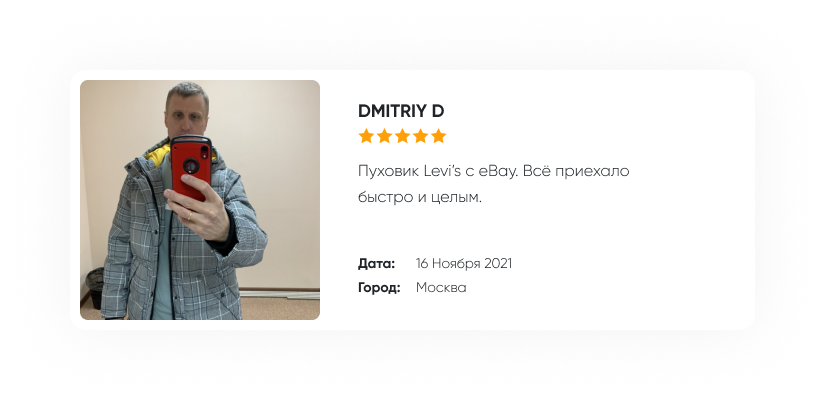 DMITRIY D
Пуховик Levi's с eBay. Всё приехало
быстро и целым.
Дата: 16 Ноября 2021
Город: Москва